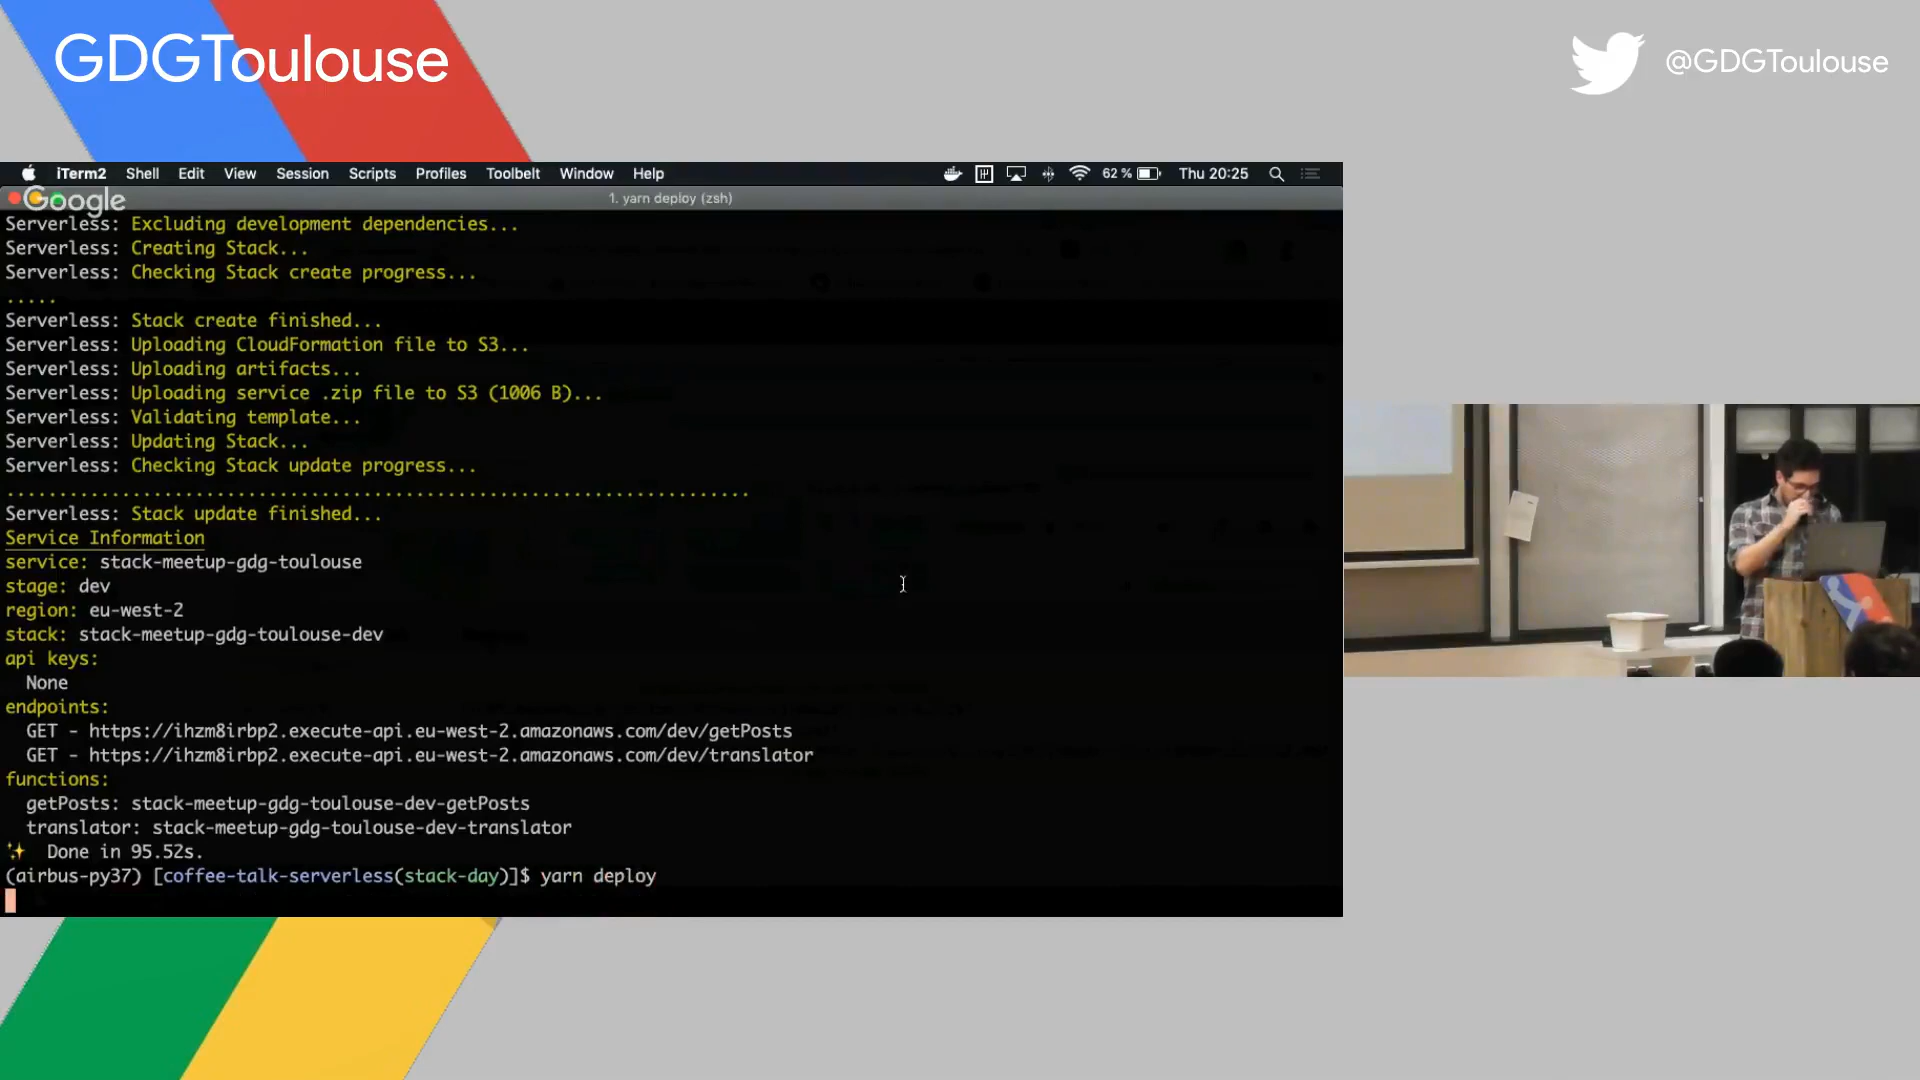 GDGToulouse
@GDGToulouse
iTerm2 Shell Edit View Session Scripts Profiles Toolbelt Window Help 62 % Thu 20:25
Google
1. yarn deploy (zsh)
Serverless: Excluding development dependencies...
Serverless: Creating Stack...
Serverless: Checking Stack create progress...
.....
Serverless: Stack create finished...
Serverless: Uploading CloudFormation file to S3...
Serverless: Uploading artifacts...
Serverless: Uploading service .zip file to S3 (1006 B)...
Serverless: Validating template...
Serverless: Updating Stack...
Serverless: Checking Stack update progress...
.......................................................................
Serverless: Stack update finished...
Service Information
service: stack-meetup-gdg-toulouse
stage: dev
region: eu-west-2
stack: stack-meetup-gdg-toulouse-dev
api keys:
None
endpoints:
GET - https://ihzm8irbp2.execute-api.eu-west-2.amazonaws.com/dev/getPosts
GET - https://ihzm8irbp2.execute-api.eu-west-2.amazonaws.com/dev/translator
functions:
getPosts: stack-meetup-gdg-toulouse-dev-getPosts
translator: stack-meetup-gdg-toulouse-dev-translator
✨ Done in 95.52s.
(airbus-py37) [coffee-talk-serverless(stack-day)]$ yarn deploy